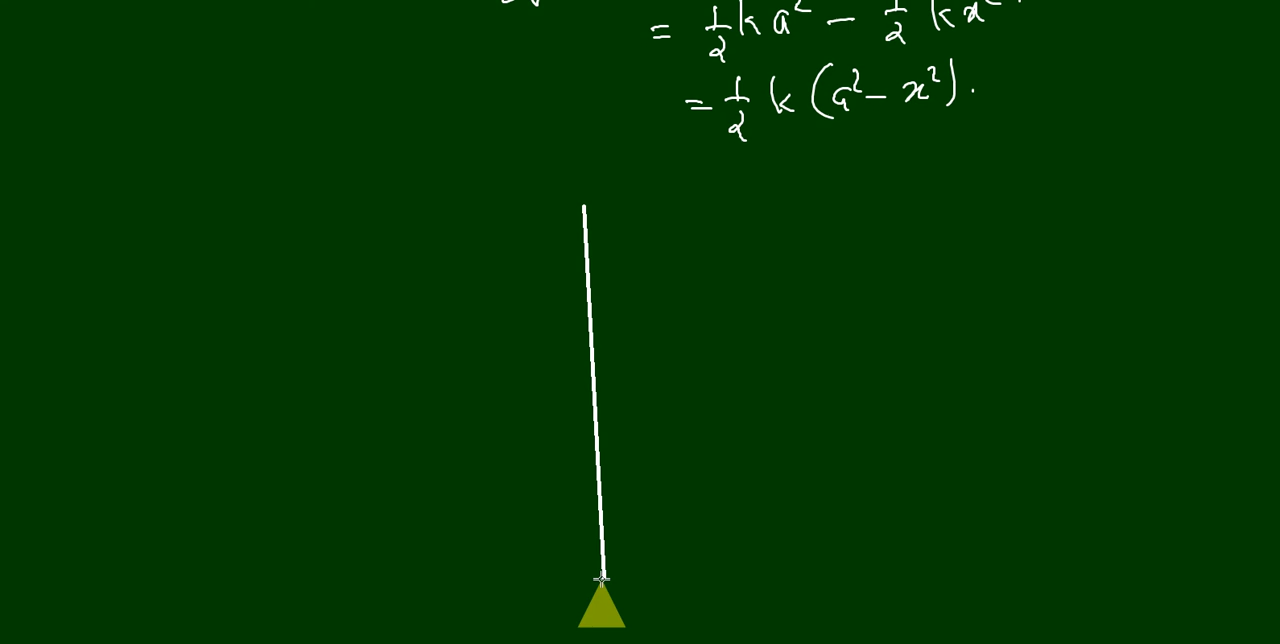 = 1/2 k a² − 1/2 k x²
= 1/2 k (a² − x²).